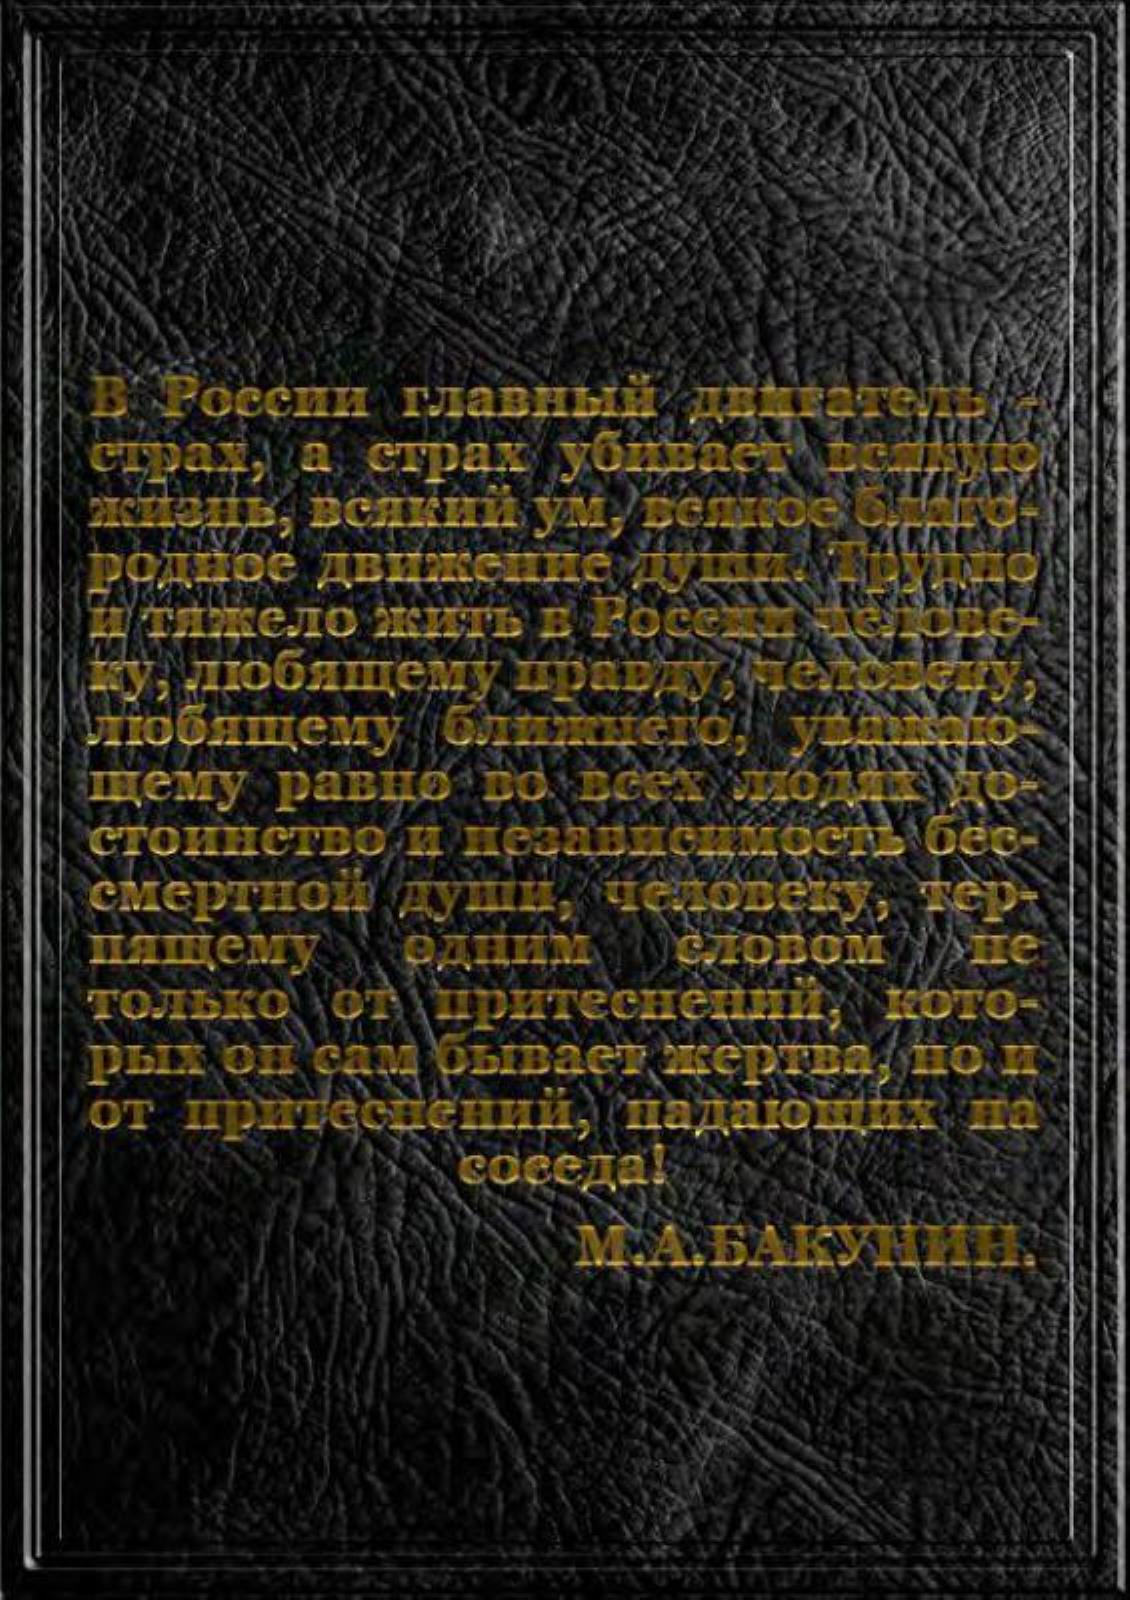 В России главный двигатель -
страх, а страх убивает всякую
жизнь, всякий ум, всякое благо-
родное движение души. Трудно
и тяжело жить в России челове-
ку, любящему правду, человеку,
любящему ближнего, уважаю-
щему равно во всех людях до-
стоинство и независимость бес-
смертной души, человеку, тер-
пящему одним словом не
только от притеснений, кото-
рых он сам бывает жертва, но и
от притеснений, падающих на
соседа!
М.А.БАКУНИН.